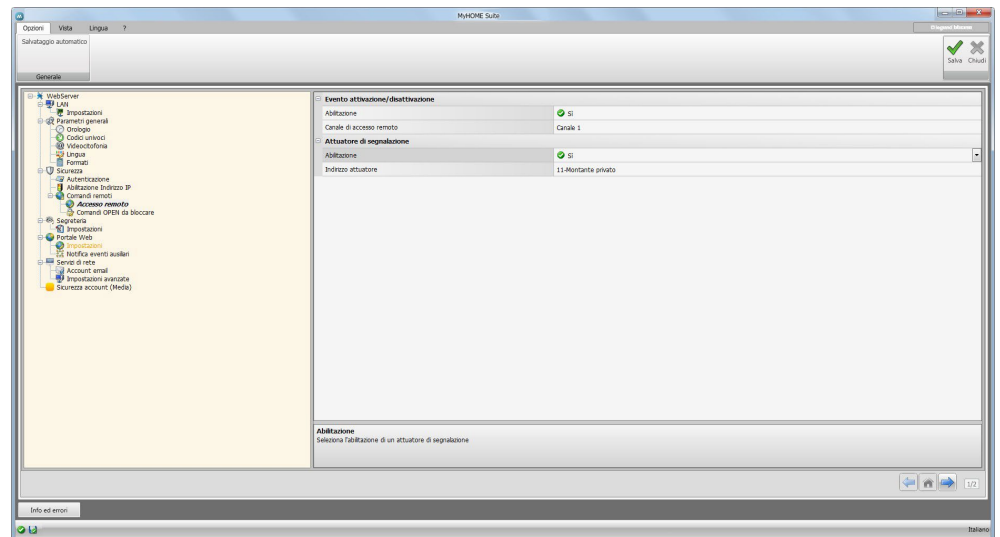 MyHOME Suite
Opzioni Vista Lingua ?
Salvataggio automatico
Salva Chiudi
Generale
WebServer
LAN
Impostazioni
Parametri generali
Orologio
Codici univoci
Videocitofonia
Lingua
Formati
Sicurezza
Autenticazione
Abilitazione Indirizzo IP
Comandi remoti
Accesso remoto
Comandi OPEN da bloccare
Segreteria
Impostazioni
Portale Web
Impostazioni
Notifica eventi ausiliari
Servizi di rete
Account email
Impostazioni avanzate
Sicurezza account (Media)
Evento attivazione/disattivazione
Abilitazione Sì
Canale di accesso remoto Canale 1
Attuatore di segnalazione
Abilitazione Sì
Indirizzo attuatore 11-Montante privato
Abilitazione
Seleziona l'abilitazione di un attuatore di segnalazione
1/2
Info ed errori
Italiano